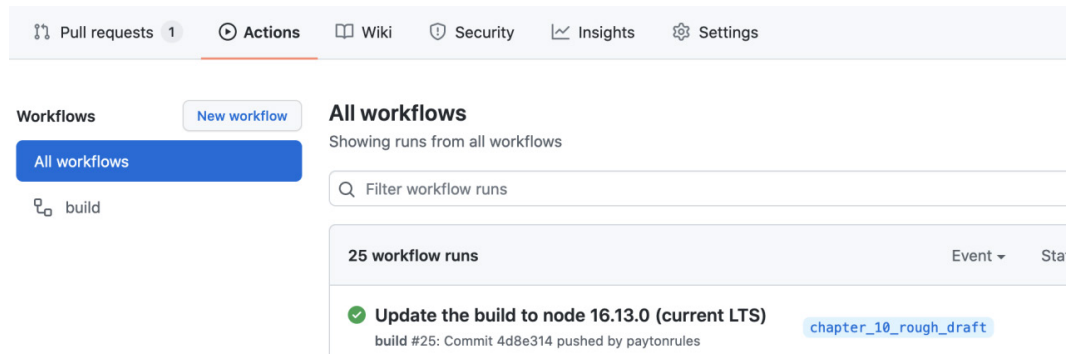 Pull requests 1 Actions Wiki Security Insights Settings
Workflows New workflow
All workflows
build
All workflows
Showing runs from all workflows
Filter workflow runs
25 workflow runs Event
Update the build to node 16.13.0 (current LTS) chapter_10_rough_draft
build #25: Commit 4d8e314 pushed by paytonrules